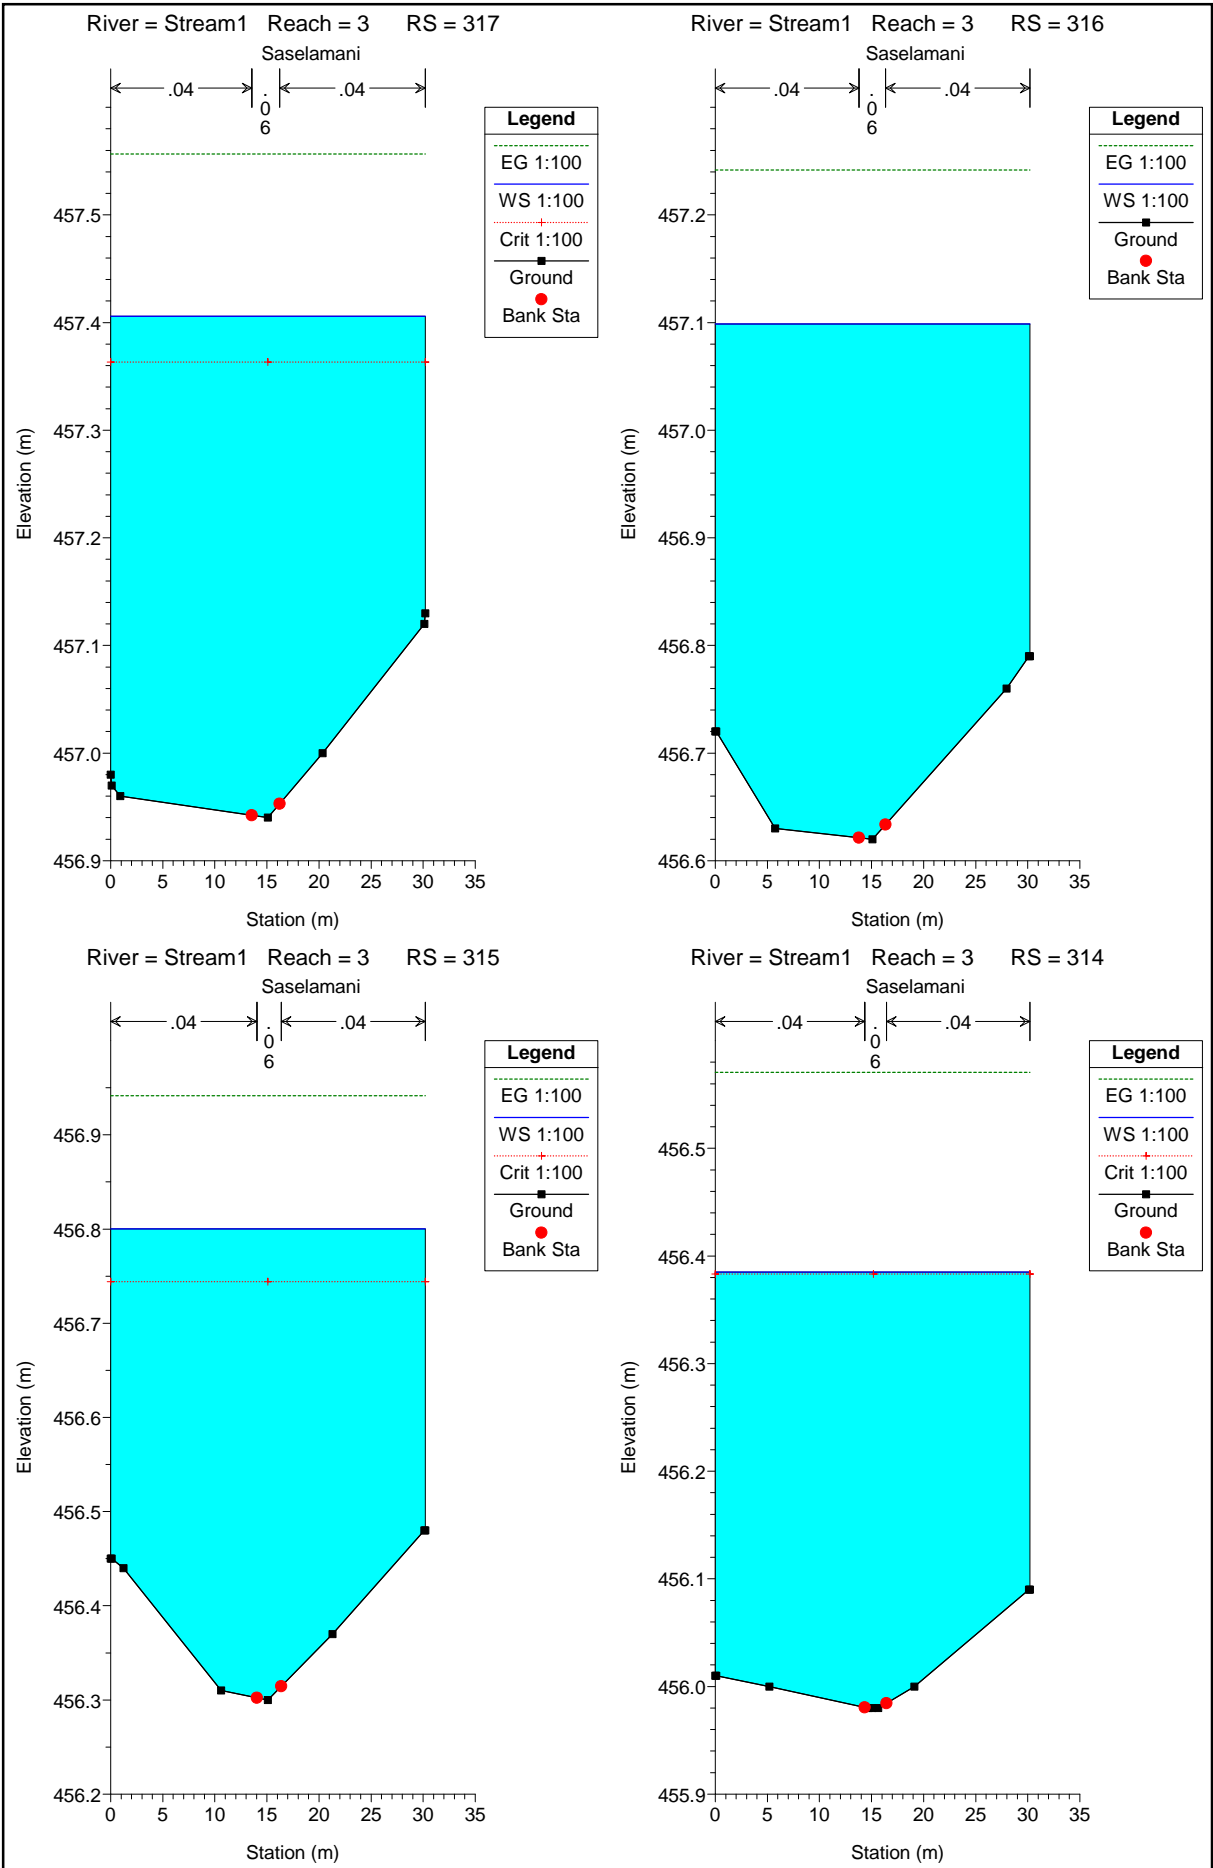 River = Stream1 Reach = 3 RS = 317
Saselamani
.04
.06
.04
Legend
EG 1:100
WS 1:100
Crit 1:100
Ground
Bank Sta
457.5
457.4
457.3
457.2
457.1
457.0
456.9
Elevation (m)
0 5 10 15 20 25 30 35
Station (m)
River = Stream1 Reach = 3 RS = 316
Saselamani
.04
.06
.04
Legend
EG 1:100
WS 1:100
Ground
Bank Sta
457.2
457.1
457.0
456.9
456.8
456.7
456.6
Elevation (m)
0 5 10 15 20 25 30 35
Station (m)
River = Stream1 Reach = 3 RS = 315
Saselamani
.04
.06
.04
Legend
EG 1:100
WS 1:100
Crit 1:100
Ground
Bank Sta
456.9
456.8
456.7
456.6
456.5
456.4
456.3
456.2
Elevation (m)
0 5 10 15 20 25 30 35
Station (m)
River = Stream1 Reach = 3 RS = 314
Saselamani
.04
.06
.04
Legend
EG 1:100
WS 1:100
Crit 1:100
Ground
Bank Sta
456.5
456.4
456.3
456.2
456.1
456.0
455.9
Elevation (m)
0 5 10 15 20 25 30 35
Station (m)